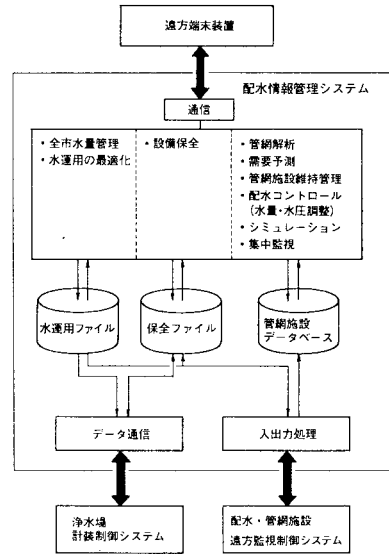 遠方端末装置
配水情報管理システム
通信
・全市水量管理
・水運用の最適化
・設備保全
・管網解析
・需要予測
・管網施設維持管理
・配水コントロール
(水量・水圧調整)
・シミュレーション
・集中監視
水運用ファイル
保全ファイル
管網施設
データベース
データ通信
入出力処理
浄水場
計装制御システム
配水・管網施設
遠方監視制御システム